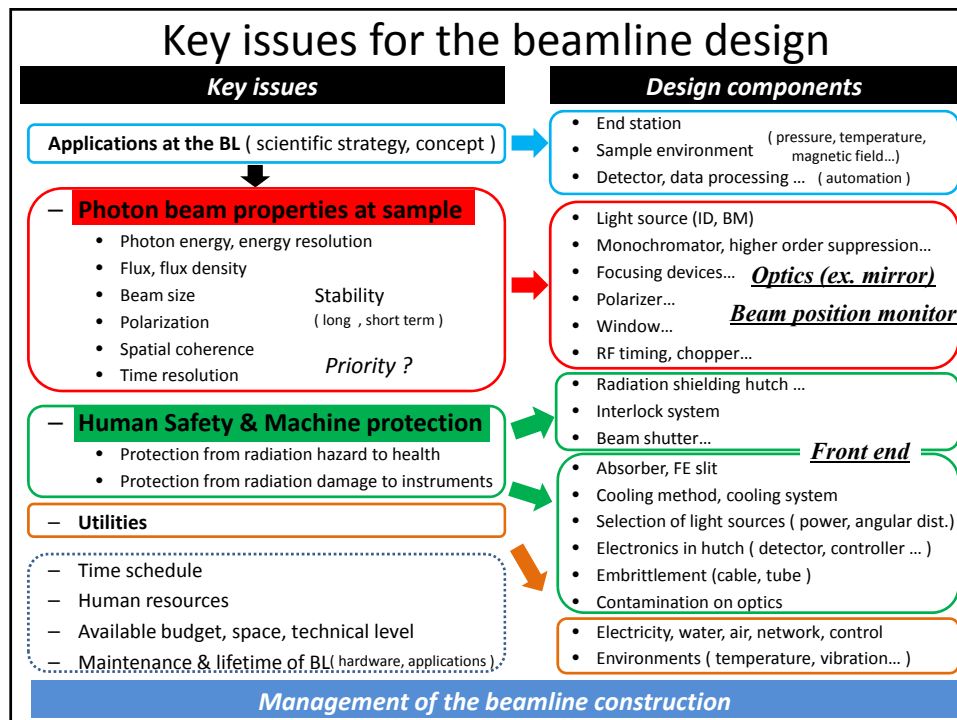 Key issues for the beamline design
Key issues
Applications at the BL ( scientific strategy, concept )
– Photon beam properties at sample
• Photon energy, energy resolution
• Flux, flux density
• Beam size
• Polarization
• Spatial coherence
• Time resolution
Stability
( long , short term )
Priority ?
– Human Safety & Machine protection
• Protection from radiation hazard to health
• Protection from radiation damage to instruments
– Utilities
– Time schedule
– Human resources
– Available budget, space, technical level
– Maintenance & lifetime of BL( hardware, applications )
Design components
• End station
• Sample environment
( pressure, temperature,
magnetic field…)
• Detector, data processing … ( automation )
• Light source (ID, BM)
• Monochromator, higher order suppression…
• Focusing devices… Optics (ex. mirror)
• Polarizer…
Beam position monitor
• Window…
• RF timing, chopper…
• Radiation shielding hutch …
• Interlock system
• Beam shutter…
Front end
• Absorber, FE slit
• Cooling method, cooling system
• Selection of light sources ( power, angular dist.)
• Electronics in hutch ( detector, controller … )
• Embrittlement (cable, tube )
• Contamination on optics
• Electricity, water, air, network, control
• Environments ( temperature, vibration… )
Management of the beamline construction